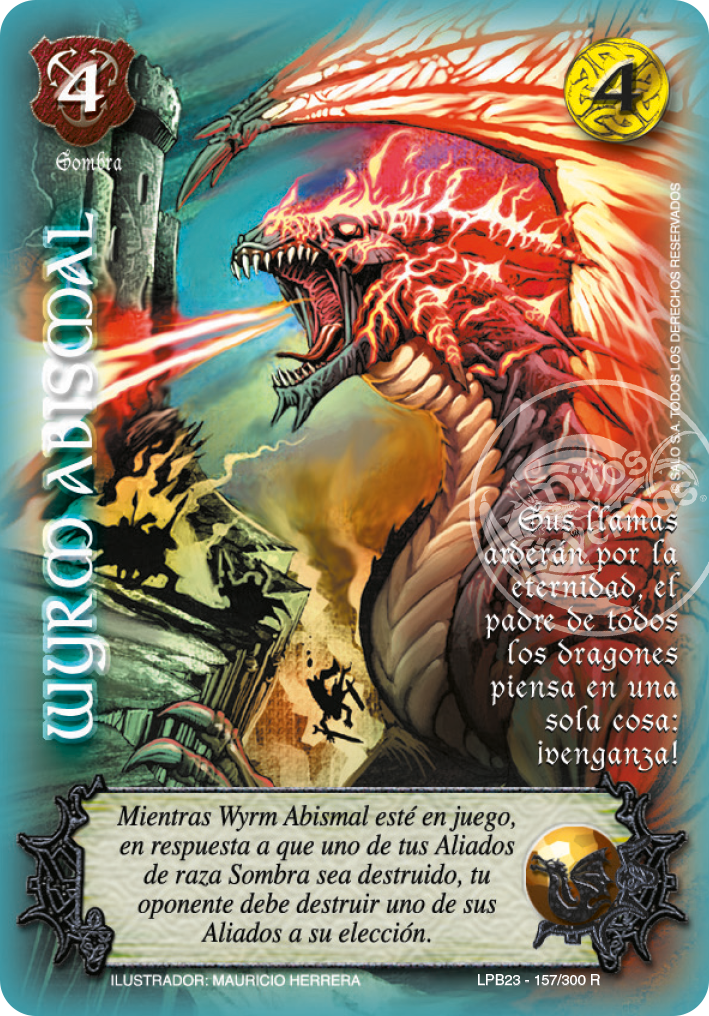 4
4
Sombra
WYRM ABISMAL
SALO S.A. TODOS LOS DERECHOS RESERVADOS
Sus llamas
arderán por la
eternidad, el
padre de todos
los dragones
piensa en una
sola cosa:
¡venganza!
Mientras Wyrm Abismal esté en juego,
en respuesta a que uno de tus Aliados
de raza Sombra sea destruido, tu
oponente debe destruir uno de sus
Aliados a su elección.
ILUSTRADOR: MAURICIO HERRERA
LPB23 - 157/300 R